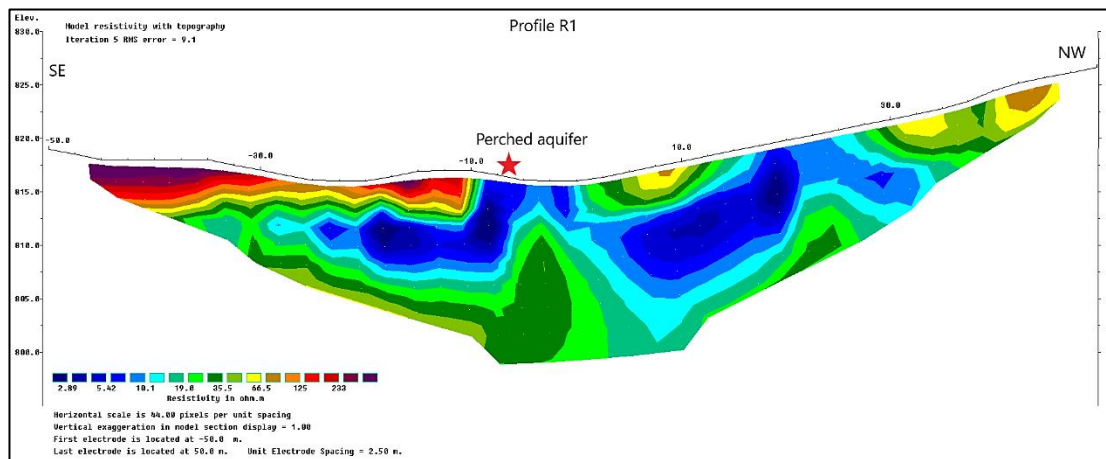 Elev.
Model resistivity with topography
Iteration 5 RMS error = 9.1
Profile R1
830.0
SE
NW
825.0
820.0
815.0
810.0
805.0
800.0
-50.0
-30.0
-10.0
10.0
30.0
Perched aquifer
2.89 5.42 10.1 19.0 35.5 66.5 125 233
Resistivity in ohm.m
Horizontal scale is 44.00 pixels per unit spacing
Vertical exaggeration in model section display = 1.00
First electrode is located at -50.0 m.
Last electrode is located at 50.0 m. Unit Electrode Spacing = 2.50 m.